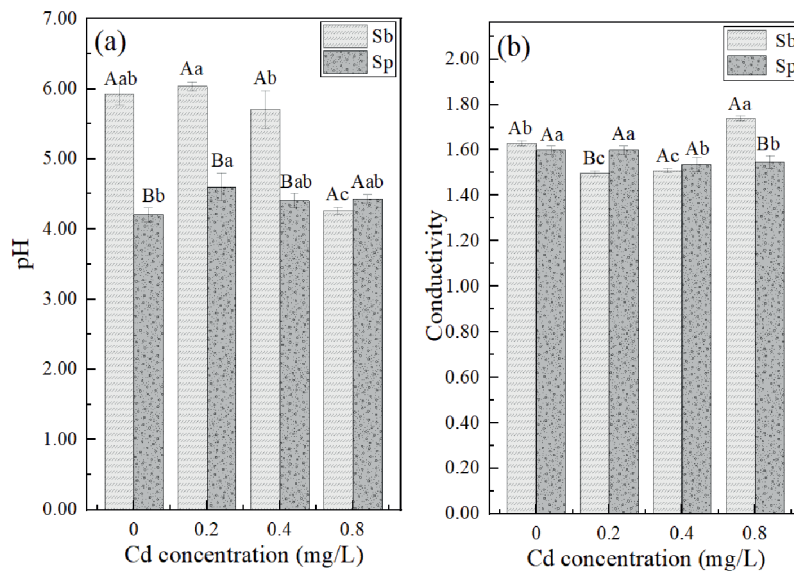 (a)
Sb
Sp
7.00
6.00
5.00
4.00
3.00
2.00
1.00
0.00
pH
Aab
Bb
Aa
Ba
Ab
Bab
Ac
Aab
0
0.2
0.4
0.8
Cd concentration (mg/L)
(b)
Sb
Sp
2.00
1.80
1.60
1.40
1.20
1.00
0.80
0.60
0.40
0.20
0.00
Conductivity
Ab
Aa
Bc
Aa
Ac
Ab
Aa
Bb
0
0.2
0.4
0.8
Cd concentration (mg/L)